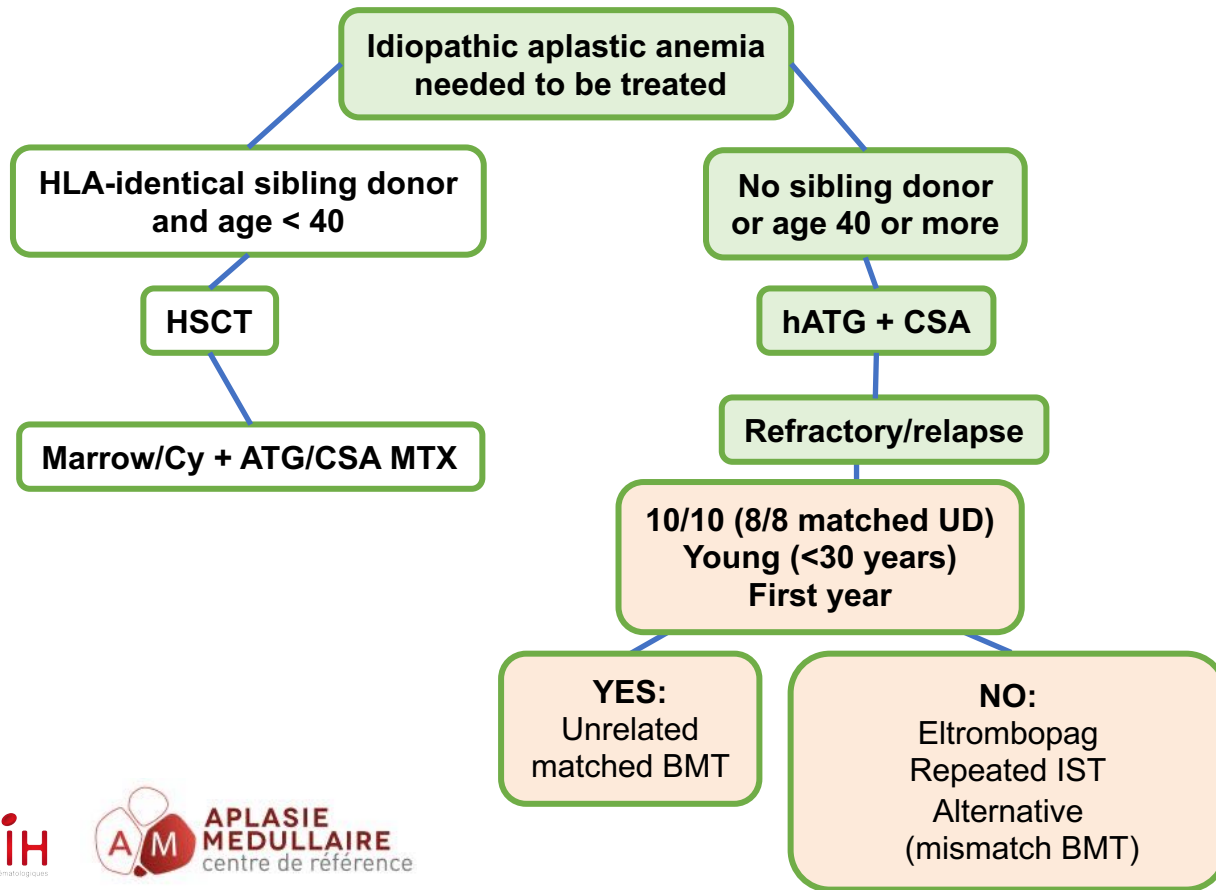 Idiopathic aplastic anemia
needed to be treated
HLA-identical sibling donor
and age < 40
No sibling donor
or age 40 or more
HSCT
hATG + CSA
Marrow/Cy + ATG/CSA MTX
Refractory/relapse
10/10 (8/8 matched UD)
Young (<30 years)
First year
YES:
Unrelated
matched BMT
NO:
Eltrombopag
Repeated IST
Alternative
(mismatch BMT)
iH
ématologiques
A M
APLASIE
MEDULLAIRE
centre de référence